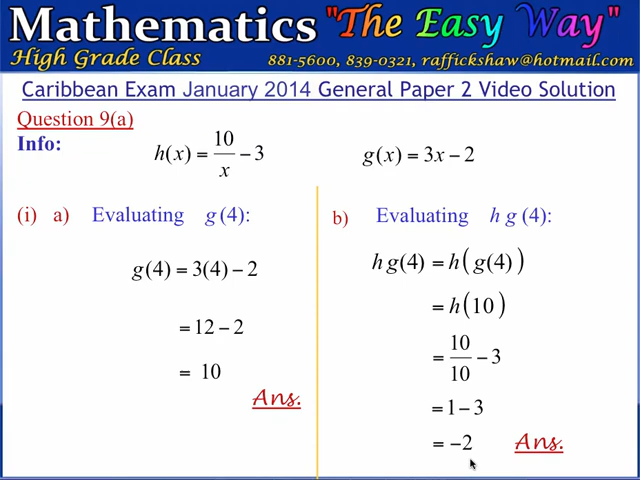 Mathematics "The Easy Way"
High Grade Class 881-5600, 839-0321, raffickshaw@hotmail.com
Caribbean Exam January 2014 General Paper 2 Video Solution
Question 9(a)
Info:
h(x) = 10/x − 3
g(x) = 3x − 2
(i) a) Evaluating g(4):
g(4) = 3(4) − 2
= 12 − 2
= 10
Ans.
b) Evaluating h g(4):
h g(4) = h( g(4) )
= h(10)
= 10/10 − 3
= 1 − 3
= −2 Ans.